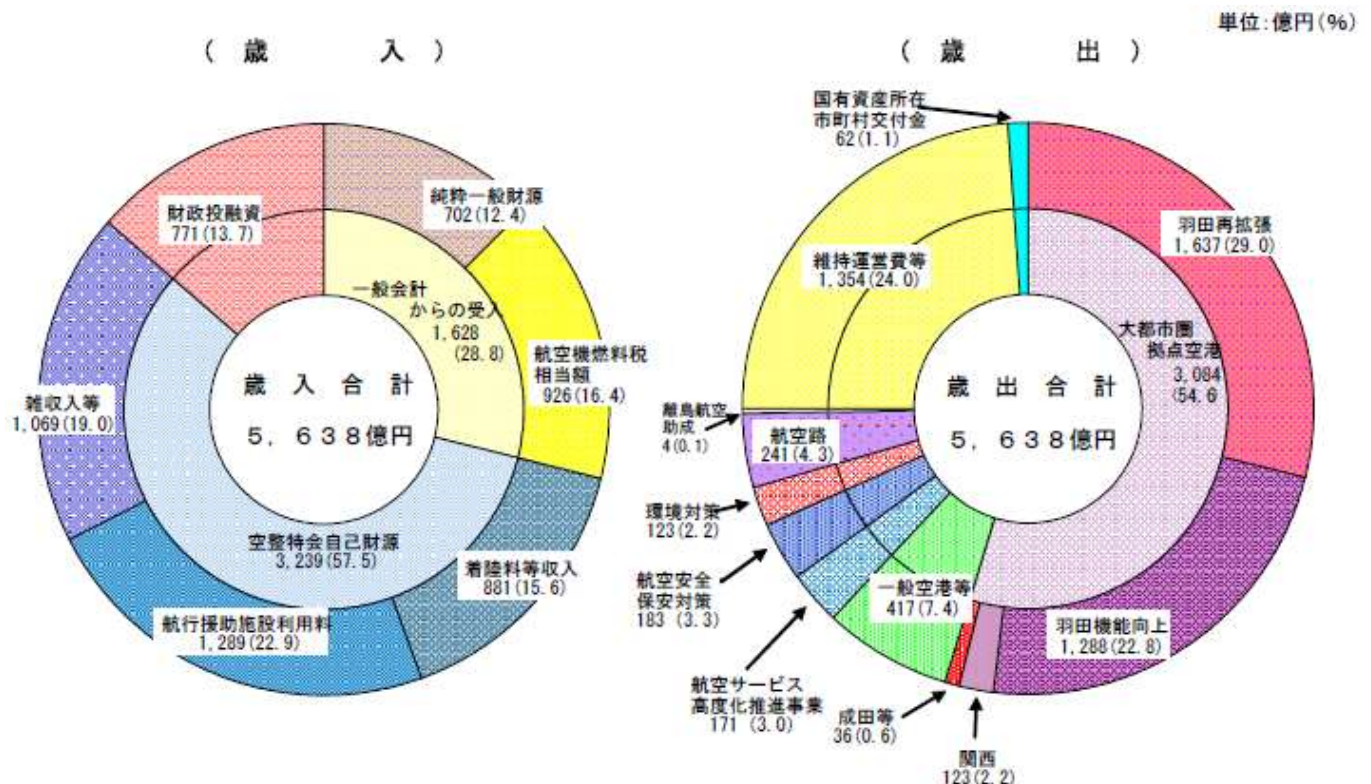 単位:億円(%)
(　歳　入　)
純粋一般財源
702(12.4)
財政投融資
771(13.7)
一般会計
からの受入
1,628
(28.8)
航空機燃料税
相当額
926(16.4)
雑収入等
1,069(19.0)
歳　入　合　計
5，638億円
空整特会自己財源
3,239(57.5)
着陸料等収入
881(15.6)
航行援助施設利用料
1,289(22.9)
(　歳　出　)
国有資産所在
市町村交付金
62(1.1)
羽田再拡張
1,637(29.0)
維持運営費等
1,354(24.0)
大都市圏
拠点空港
3,084
(54.6
歳　出　合　計
5，638億円
離島航空
助成
4(0.1)
航空路
241(4.3)
環境対策
123(2.2)
航空安全
保安対策
183 (3.3)
一般空港等
417(7.4)
羽田機能向上
1,288(22.8)
航空サービス
高度化推進事業
171 (3.0)
成田等
36(0.6)
関西
123(2.2)